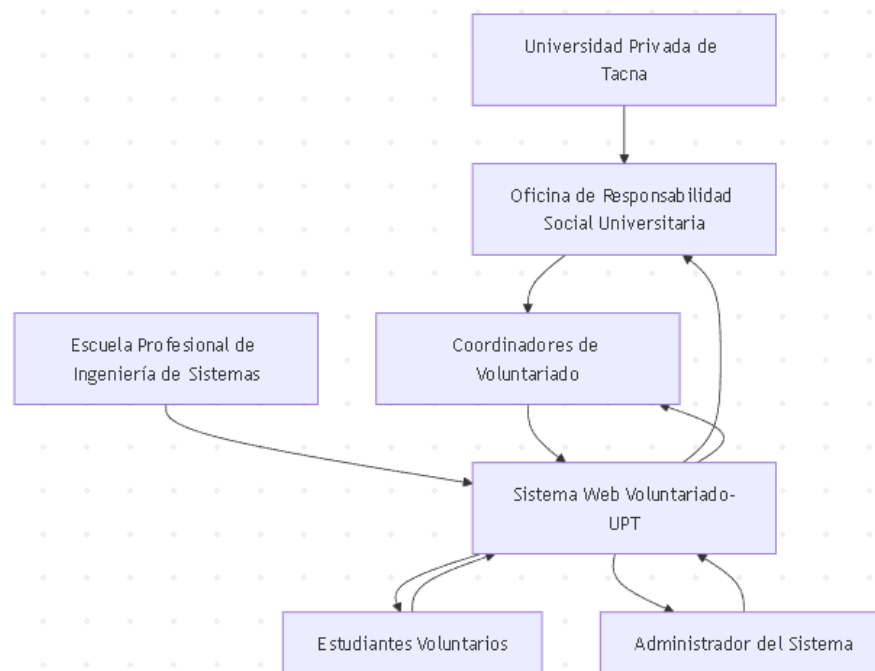 Universidad Privada de
Tacna
Oficina de Responsabilidad
Social Universitaria
Escuela Profesional de
Ingeniería de Sistemas
Coordinadores de
Voluntariado
Sistema Web Voluntariado-
UPT
Estudiantes Voluntarios
Administrador del Sistema